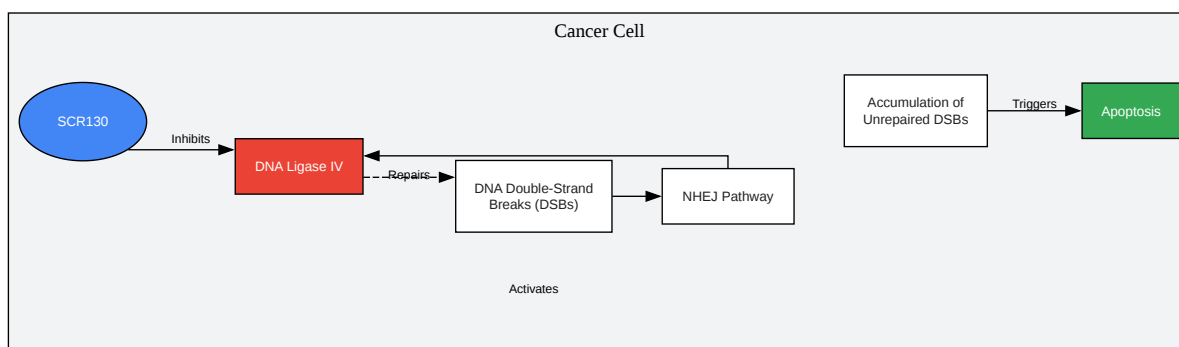 Cancer Cell
SCR130
Inhibits
DNA Ligase IV
Repairs
DNA Double-Strand
Breaks (DSBs)
NHEJ Pathway
Accumulation of
Unrepaired DSBs
Triggers
Apoptosis
Activates